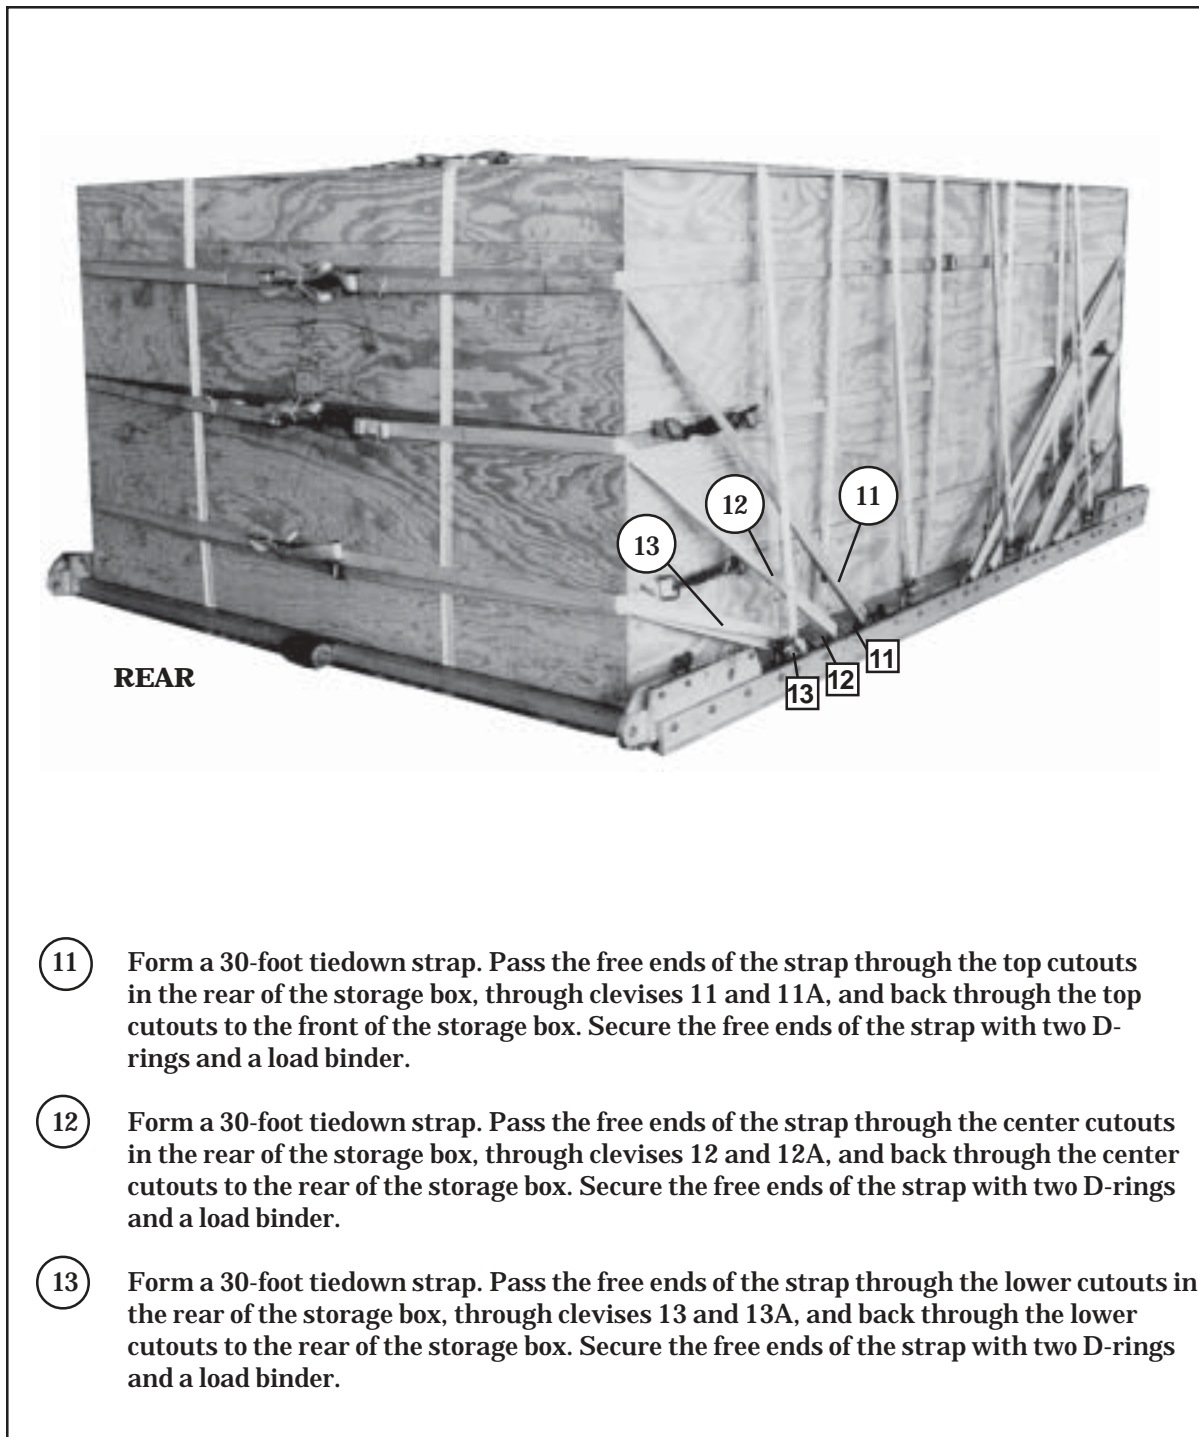 13
12
11
REAR
13
12
11
11 Form a 30-foot tiedown strap. Pass the free ends of the strap through the top cutouts
in the rear of the storage box, through clevises 11 and 11A, and back through the top
cutouts to the front of the storage box. Secure the free ends of the strap with two D-
rings and a load binder.
12 Form a 30-foot tiedown strap. Pass the free ends of the strap through the center cutouts
in the rear of the storage box, through clevises 12 and 12A, and back through the center
cutouts to the rear of the storage box. Secure the free ends of the strap with two D-rings
and a load binder.
13 Form a 30-foot tiedown strap. Pass the free ends of the strap through the lower cutouts in
the rear of the storage box, through clevises 13 and 13A, and back through the lower
cutouts to the rear of the storage box. Secure the free ends of the strap with two D-rings
and a load binder.